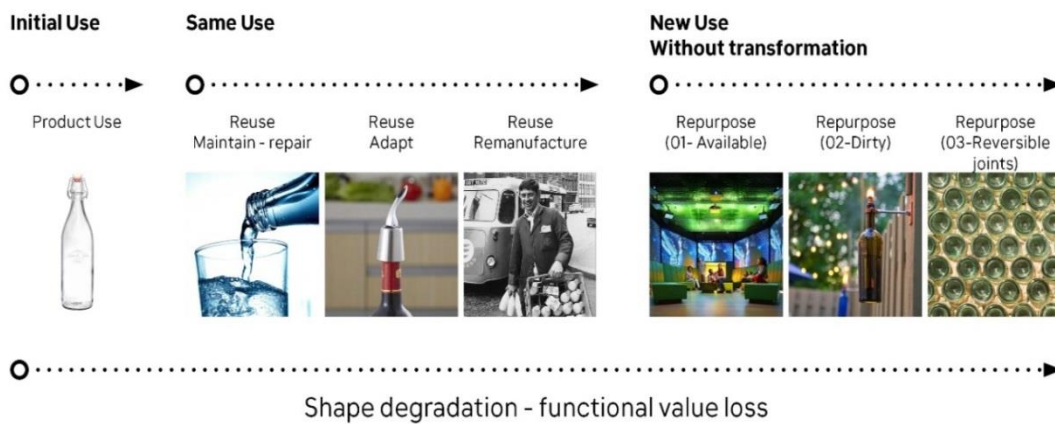 Initial Use
Same Use
New Use
Without transformation
Product Use
Reuse
Maintain - repair
Reuse
Adapt
Reuse
Remanufacture
Repurpose
(01- Available)
Repurpose
(02-Dirty)
Repurpose
(03-Reversible
joints)
Shape degradation - functional value loss